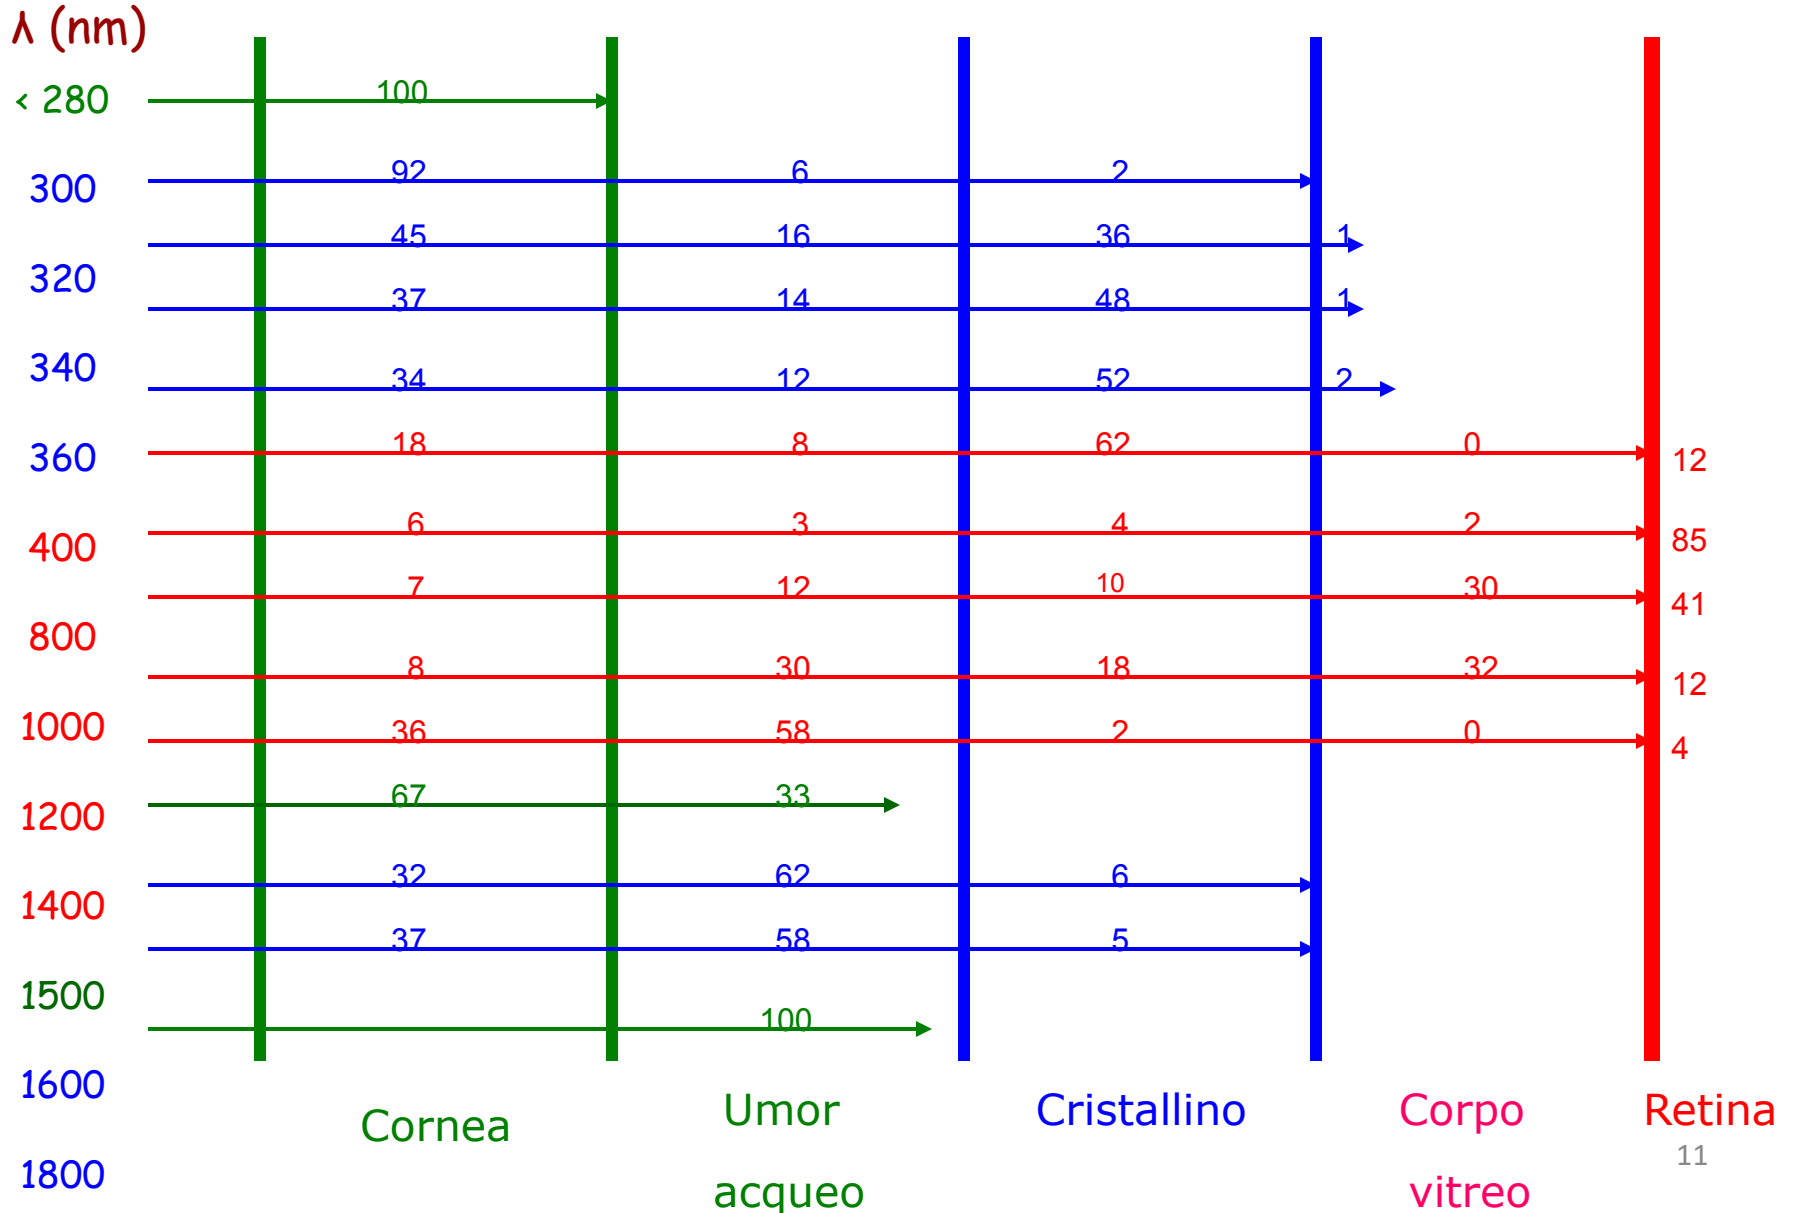 λ (nm)
< 280
100
300
92 6 2
320
45 16 36 1
340
37 14 48 1
360
34 12 52 2
400
18 8 62 0 12
800
6 3 4 2 85
1000
7 12 10 30 41
1200
8 30 18 32 12
1400
36 58 2 0 4
1500
67 33
1600
32 62 6
1800
37 58 5
100
Cornea
Umor
acqueo
Cristallino
Corpo
vitreo
Retina
11